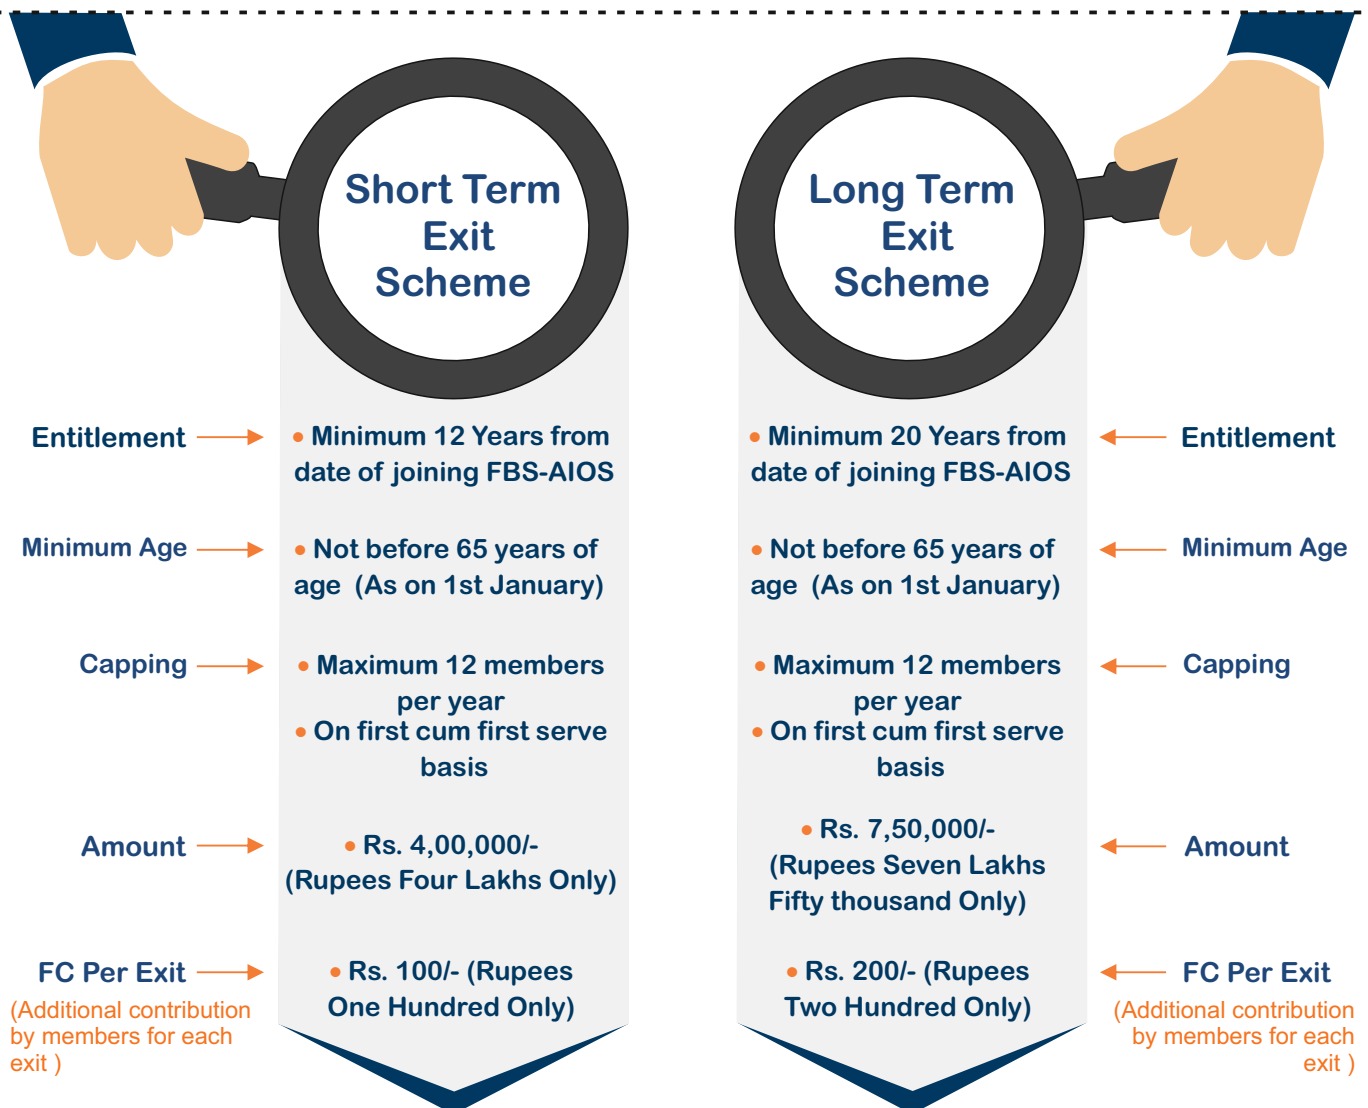 Short Term
Exit
Scheme
Entitlement
• Minimum 12 Years from
date of joining FBS-AIOS
Minimum Age
• Not before 65 years of
age (As on 1st January)
Capping
• Maximum 12 members
per year
• On first cum first serve
basis
Amount
• Rs. 4,00,000/-
(Rupees Four Lakhs Only)
FC Per Exit
(Additional contribution
by members for each
exit )
• Rs. 100/- (Rupees
One Hundred Only)
Long Term
Exit
Scheme
• Minimum 20 Years from
date of joining FBS-AIOS
Entitlement
• Not before 65 years of
age (As on 1st January)
Minimum Age
• Maximum 12 members
per year
• On first cum first serve
basis
Capping
• Rs. 7,50,000/-
(Rupees Seven Lakhs
Fifty thousand Only)
Amount
• Rs. 200/- (Rupees
Two Hundred Only)
FC Per Exit
(Additional contribution
by members for each
exit )